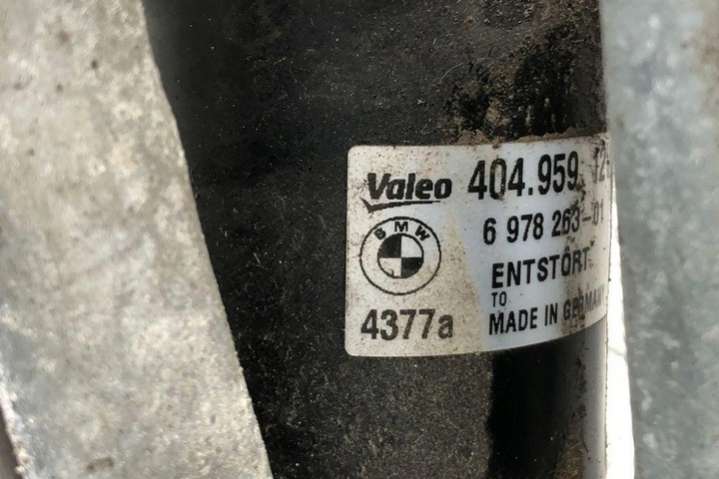 Valeo 404.959
BMW
6 978 263-01
ENTSTÖRT
TO
4377a
MADE IN GERMANY